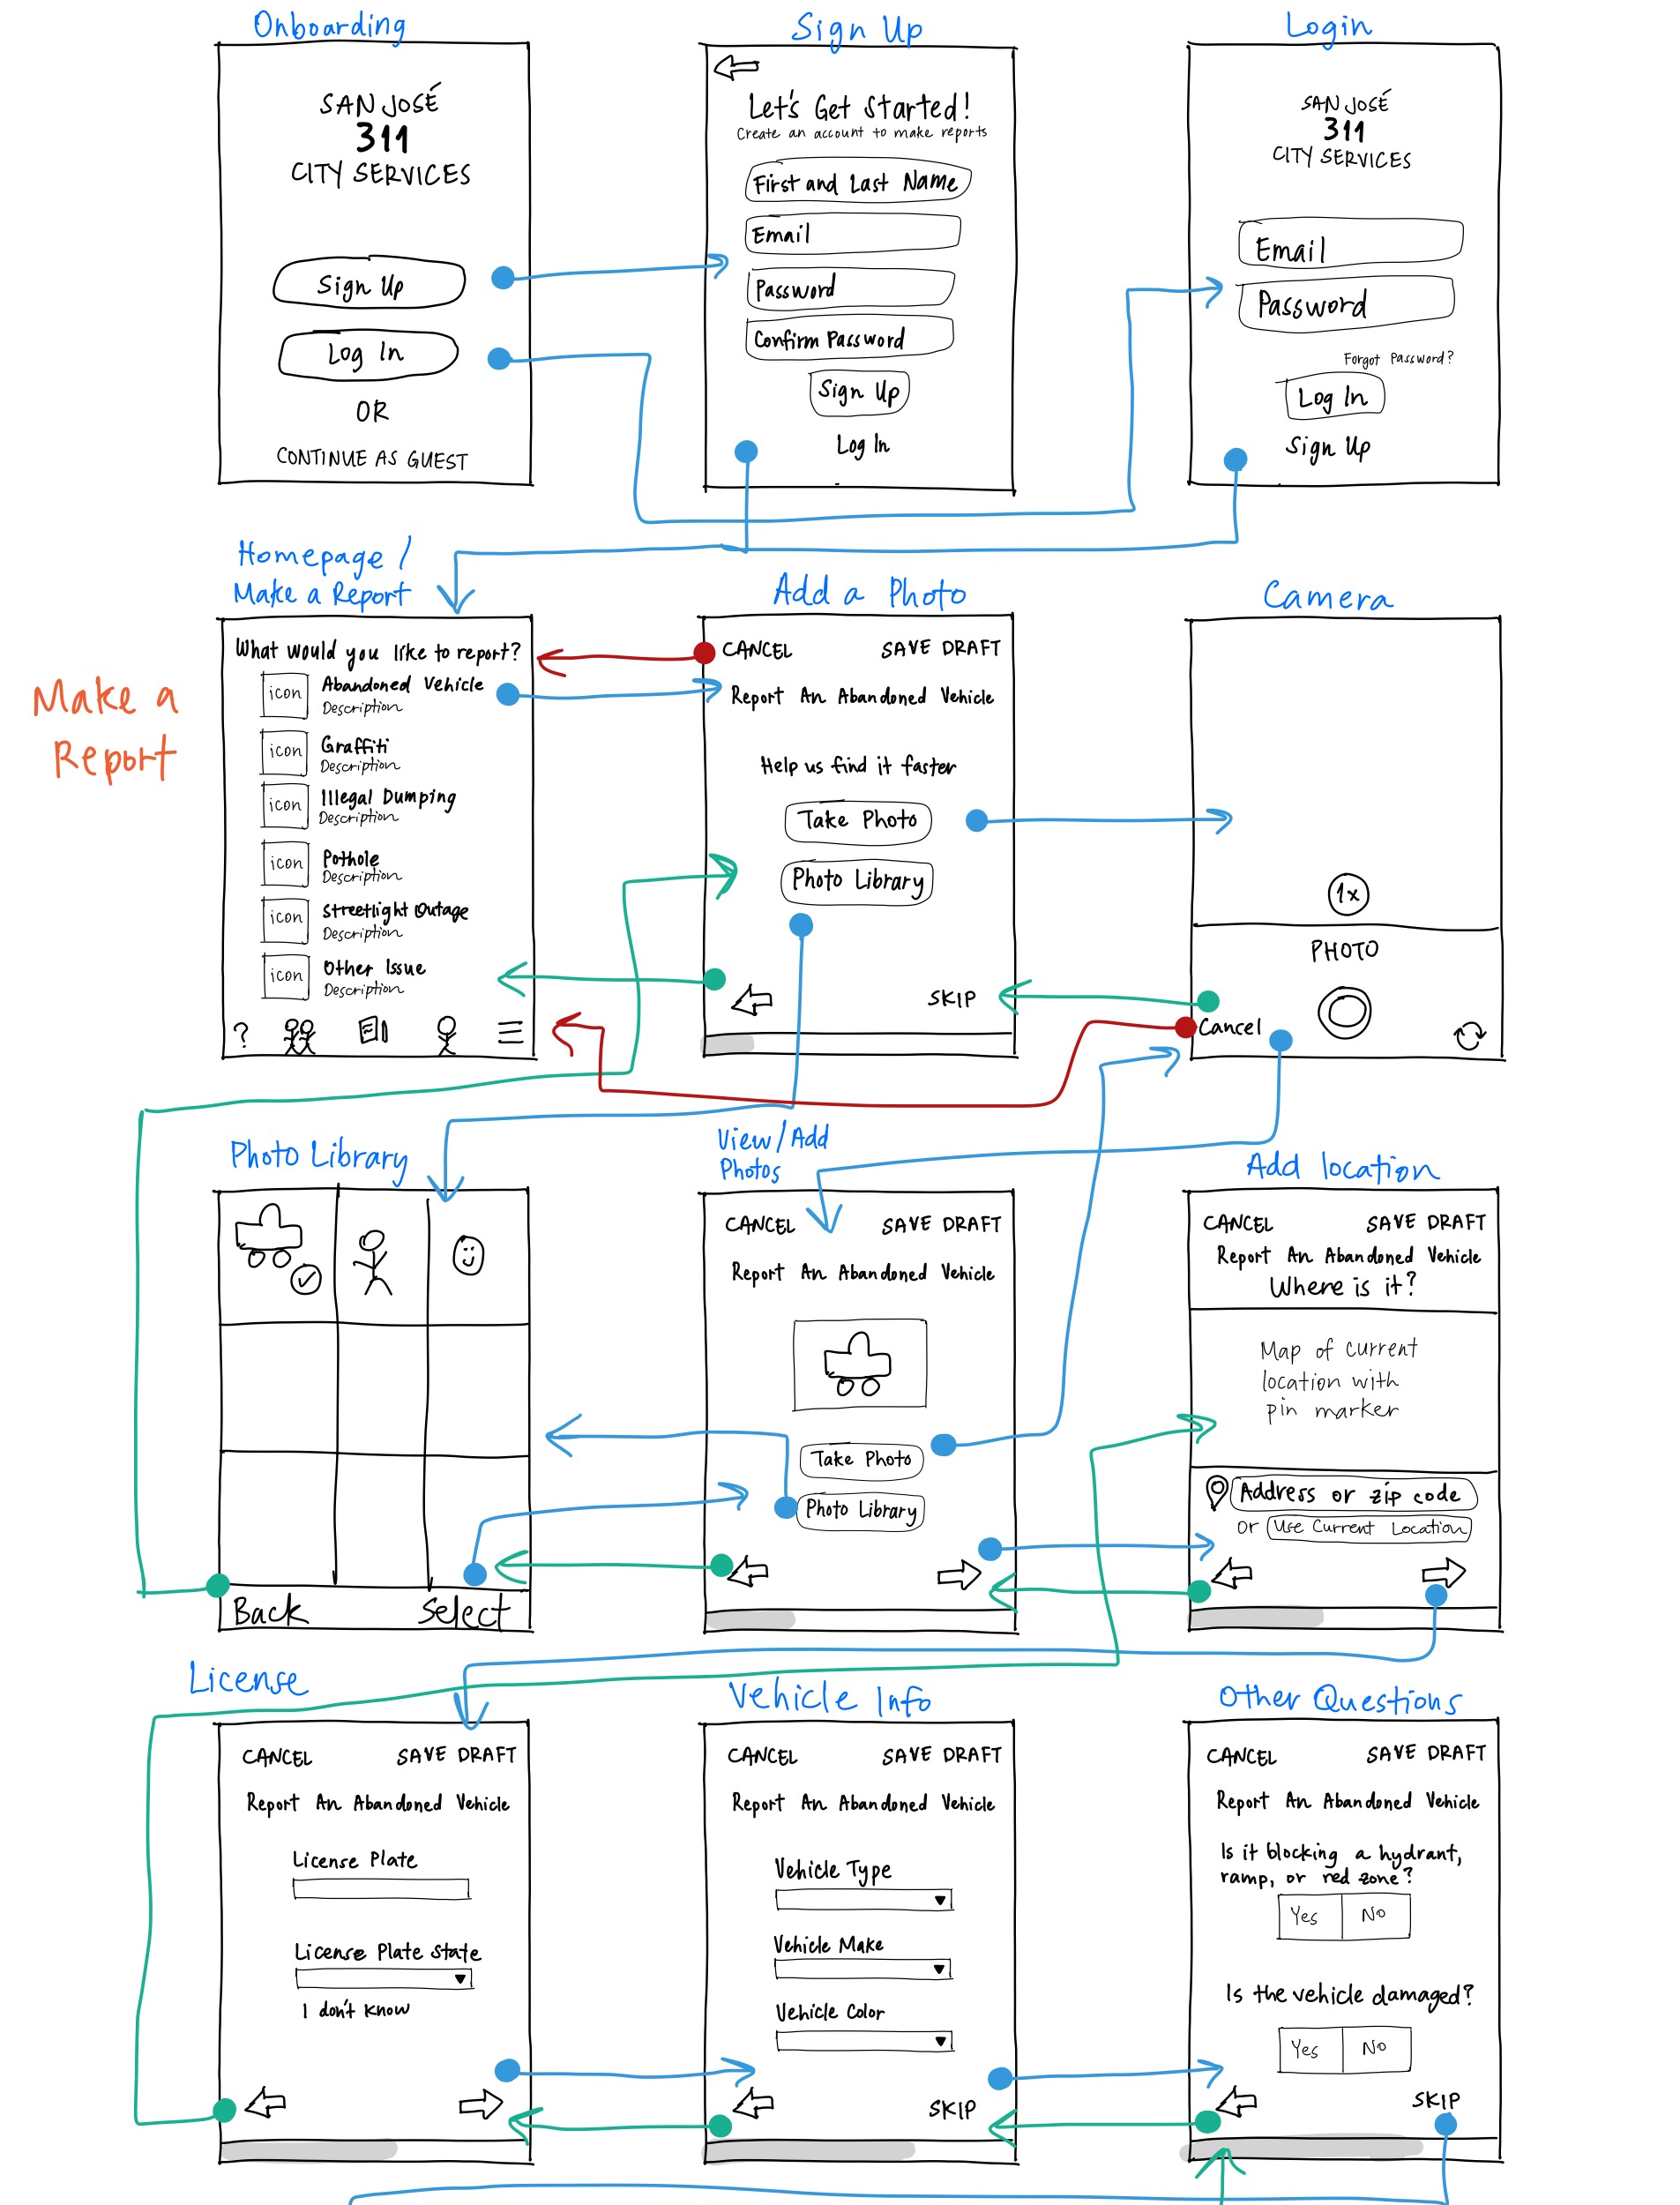 Onboarding
SAN JOSÉ
311
CITY SERVICES
Sign Up
Log In
OR
CONTINUE AS GUEST
Sign Up
Let's Get Started!
Create an account to make reports
First and Last Name
Email
Password
Confirm Password
Sign Up
Log In
Login
SAN JOSÉ
311
CITY SERVICES
Email
Password
Forgot Password?
Log In
Sign Up
Make a
Report
Homepage /
Make a Report
What would you like to report?
icon
Abandoned Vehicle
Description
icon
Graffiti
Description
icon
Illegal Dumping
Description
icon
Pothole
Description
icon
Streetlight Outage
Description
icon
Other Issue
Description
?
Add a Photo
CANCEL SAVE DRAFT
Report An Abandoned Vehicle
Help us find it faster
Take Photo
Photo Library
SKIP
Camera
1x
PHOTO
Cancel
Photo Library
Back Select
View/Add
Photos
CANCEL SAVE DRAFT
Report An Abandoned Vehicle
Take Photo
Photo Library
Add location
CANCEL SAVE DRAFT
Report An Abandoned Vehicle
Where is it?
Map of current
location with
pin marker
Address or zip code
or Use Current Location
License
CANCEL SAVE DRAFT
Report An Abandoned Vehicle
License Plate
License Plate State
I don't know
Vehicle Info
CANCEL SAVE DRAFT
Report An Abandoned Vehicle
Vehicle Type
Vehicle Make
Vehicle Color
SKIP
Other Questions
CANCEL SAVE DRAFT
Report An Abandoned Vehicle
Is it blocking a hydrant,
ramp, or red zone?
Yes No
Is the vehicle damaged?
Yes No
SKIP